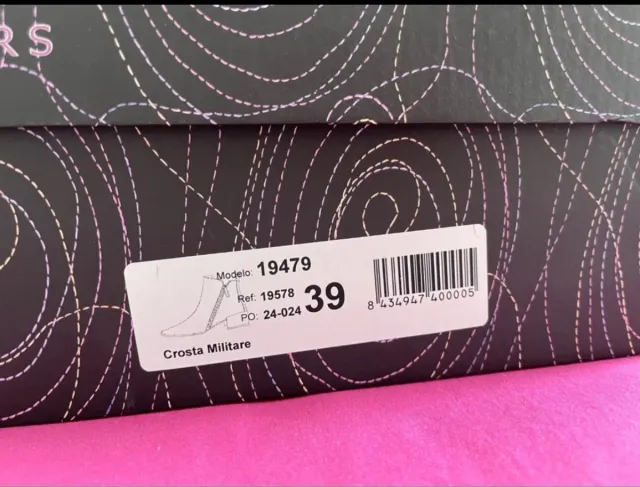 RS
Modelo: 19479
Ref: 19578
39
PO: 24-024
Crosta Militare
8 434947 400005